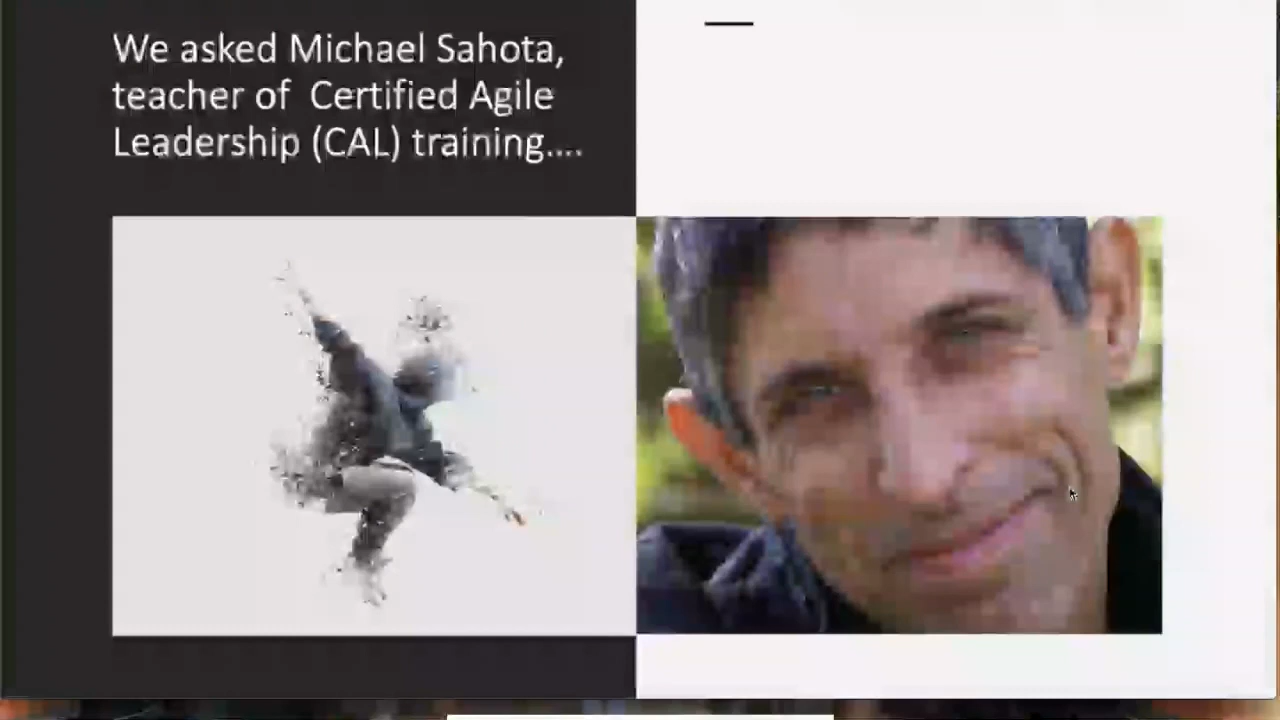 We asked Michael Sahota,
teacher of  Certified Agile
Leadership (CAL) training....